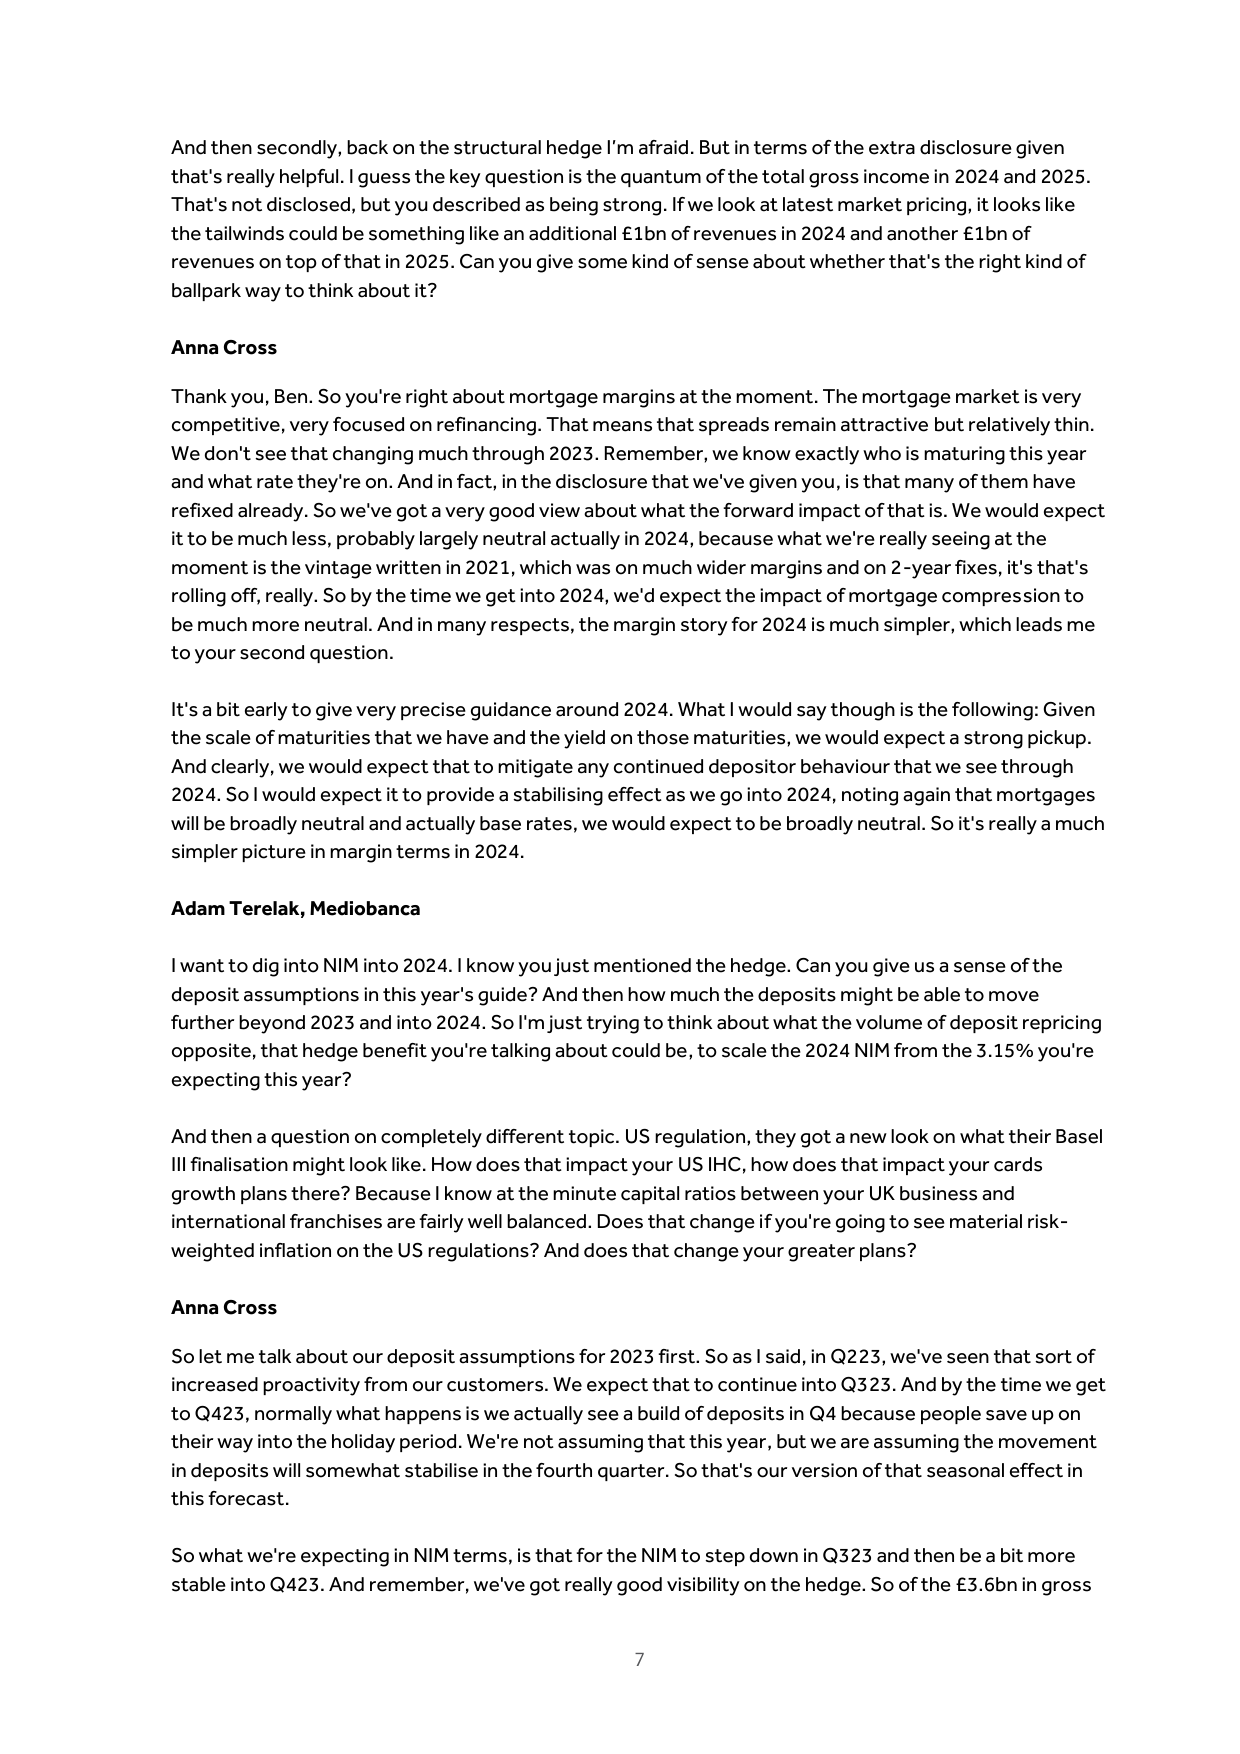 And then secondly, back on the structural hedge I'm afraid. But in terms of the extra disclosure given
that's really helpful. I guess the key question is the quantum of the total gross income in 2024 and 2025.
That's not disclosed, but you described as being strong. If we look at latest market pricing, it looks like
the tailwinds could be something like an additional £1bn of revenues in 2024 and another £1bn of
revenues on top of that in 2025. Can you give some kind of sense about whether that's the right kind of
ballpark way to think about it?
Anna Cross
Thank you, Ben. So you're right about mortgage margins at the moment. The mortgage market is very
competitive, very focused on refinancing. That means that spreads remain attractive but relatively thin.
We don't see that changing much through 2023. Remember, we know exactly who is maturing this year
and what rate they're on. And in fact, in the disclosure that we've given you, is that many of them have
refixed already. So we've got a very good view about what the forward impact of that is. We would expect
it to be much less, probably largely neutral actually in 2024, because what we're really seeing at the
moment is the vintage written in 2021, which was on much wider margins and on 2-year fixes, it's that's
rolling off, really. So by the time we get into 2024, we'd expect the impact of mortgage compression to
be much more neutral. And in many respects, the margin story for 2024 is much simpler, which leads me
to your second question.
It's a bit early to give very precise guidance around 2024. What I would say though is the following: Given
the scale of maturities that we have and the yield on those maturities, we would expect a strong pickup.
And clearly, we would expect that to mitigate any continued depositor behaviour that we see through
2024. So I would expect it to provide a stabilising effect as we go into 2024, noting again that mortgages
will be broadly neutral and actually base rates, we would expect to be broadly neutral. So it's really a much
simpler picture in margin terms in 2024.
Adam Terelak, Mediobanca
I want to dig into NIM into 2024. I know you just mentioned the hedge. Can you give us a sense of the
deposit assumptions in this year's guide? And then how much the deposits might be able to move
further beyond 2023 and into 2024. So I'm just trying to think about what the volume of deposit repricing
opposite, that hedge benefit you're talking about could be, to scale the 2024 NIM from the 3.15% you're
expecting this year?
And then a question on completely different topic. US regulation, they got a new look on what their Basel
III finalisation might look like. How does that impact your US IHC, how does that impact your cards
growth plans there? Because I know at the minute capital ratios between your UK business and
international franchises are fairly well balanced. Does that change if you're going to see material risk-
weighted inflation on the US regulations? And does that change your greater plans?
Anna Cross
So let me talk about our deposit assumptions for 2023 first. So as I said, in Q223, we've seen that sort of
increased proactivity from our customers. We expect that to continue into Q323. And by the time we get
to Q423, normally what happens is we actually see a build of deposits in Q4 because people save up on
their way into the holiday period. We're not assuming that this year, but we are assuming the movement
in deposits will somewhat stabilise in the fourth quarter. So that's our version of that seasonal effect in
this forecast.
So what we're expecting in NIM terms, is that for the NIM to step down in Q323 and then be a bit more
stable into Q423. And remember, we've got really good visibility on the hedge. So of the £3.6bn in gross
7